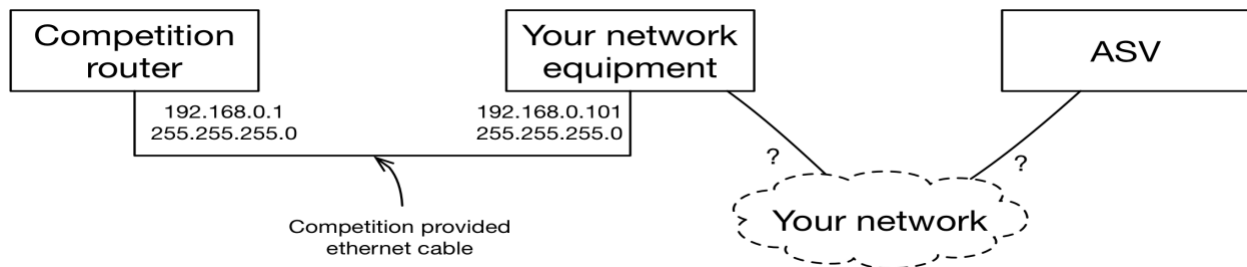 Competition
router
Your network
equipment
ASV
192.168.0.1
255.255.255.0
192.168.0.101
255.255.255.0
?
?
Competition provided
ethernet cable
Your network